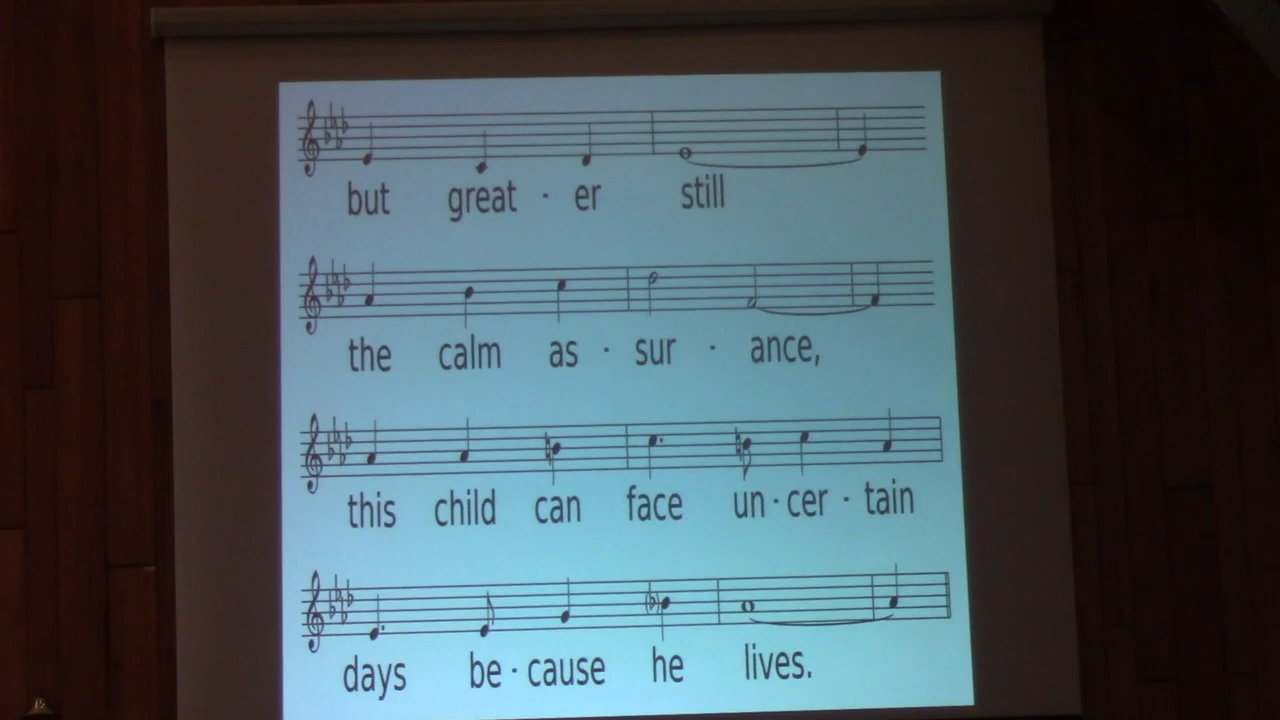 but great · er still
the calm as · sur · ance,
this child can face un · cer · tain
days be · cause he lives.